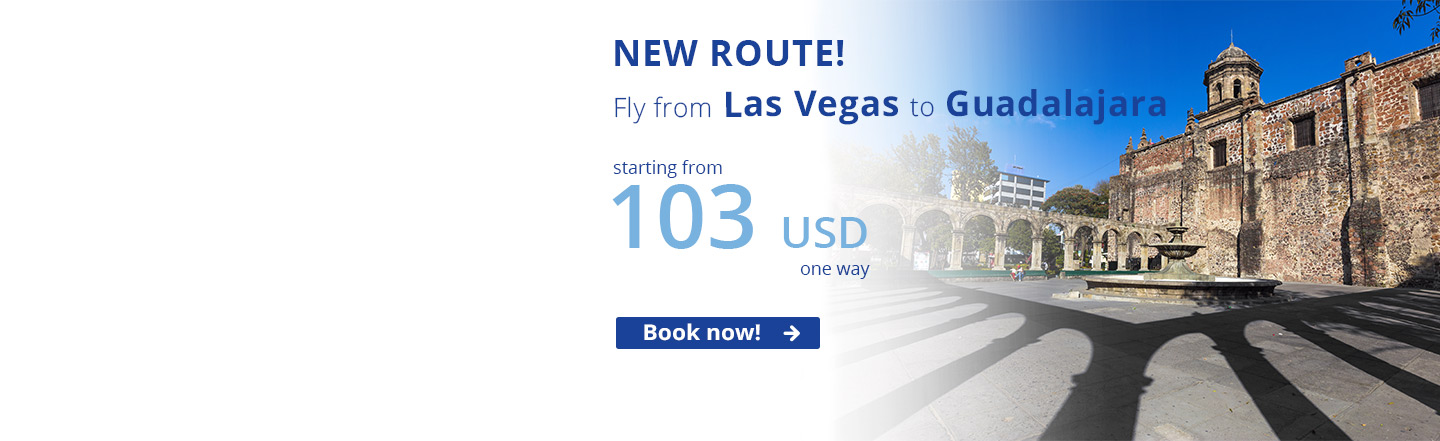 NEW ROUTE!
Fly from Las Vegas to Guadalajara
starting from
103 USD
one way
Book now!